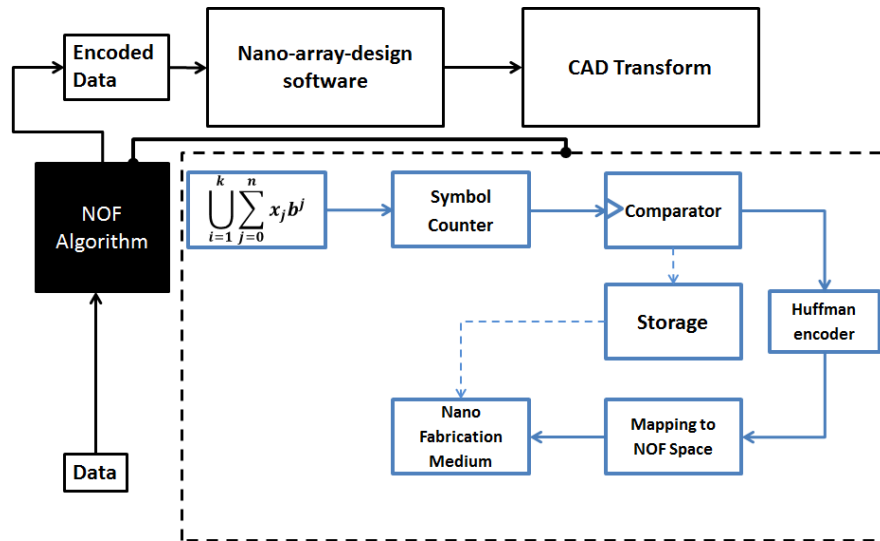 Encoded
Data
Nano-array-design
software
CAD Transform
NOF
Algorithm
k
⋃
i=1
n
∑
j=0
x_j b^j
Symbol
Counter
Comparator
Storage
Huffman
encoder
Nano
Fabrication
Medium
Mapping to
NOF Space
Data